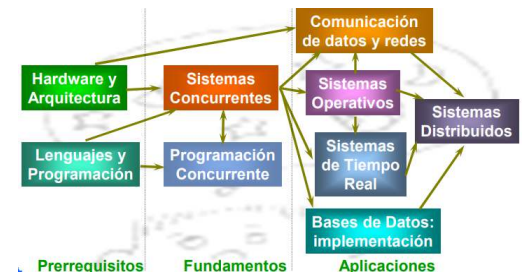 Comunicación
de datos y redes
Hardware y
Arquitectura
Sistemas
Concurrentes
Sistemas
Operativos
Sistemas
Distribuidos
Lenguajes y
Programación
Programación
Concurrente
Sistemas
de Tiempo
Real
Bases de Datos:
implementación
Prerrequisitos
Fundamentos
Aplicaciones